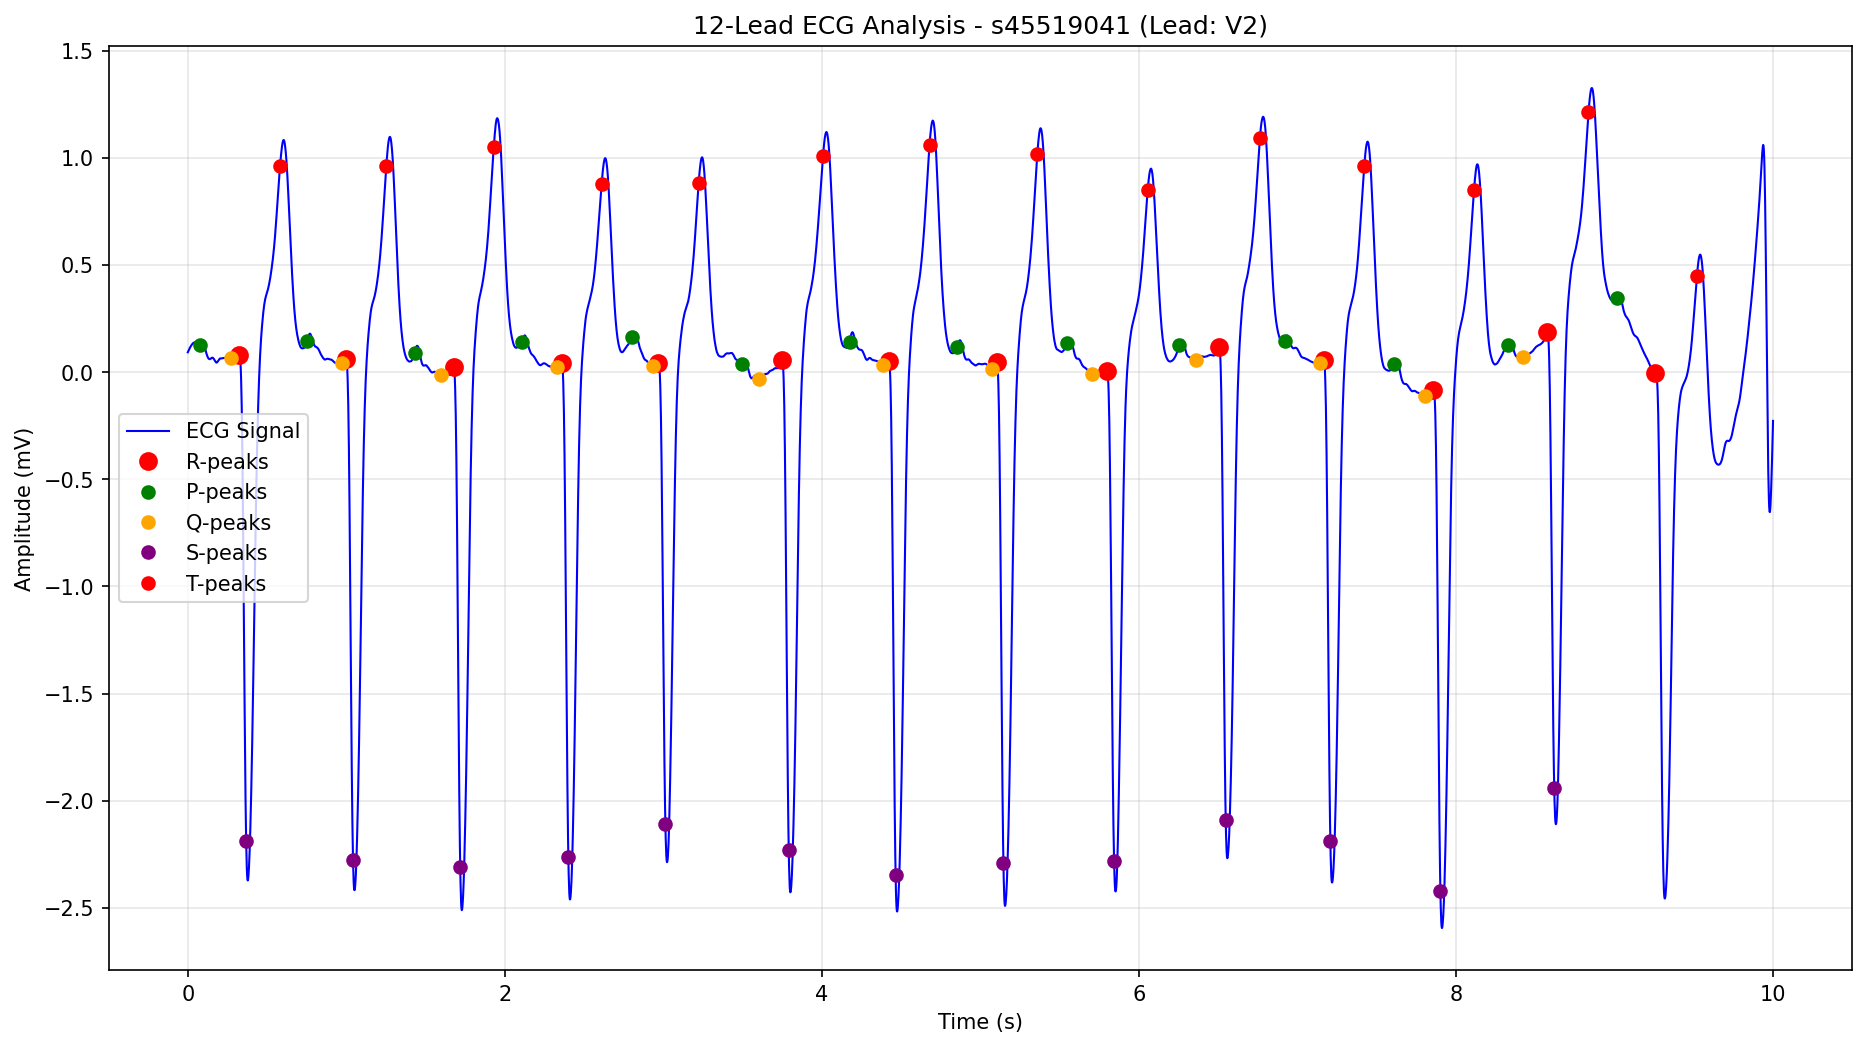 12-Lead ECG Analysis - s45519041 (Lead: V2)
1.5
1.0
0.5
0.0
−0.5
−1.0
−1.5
−2.0
−2.5
Amplitude (mV)
ECG Signal
R-peaks
P-peaks
Q-peaks
S-peaks
T-peaks
0
2
4
6
8
10
Time (s)